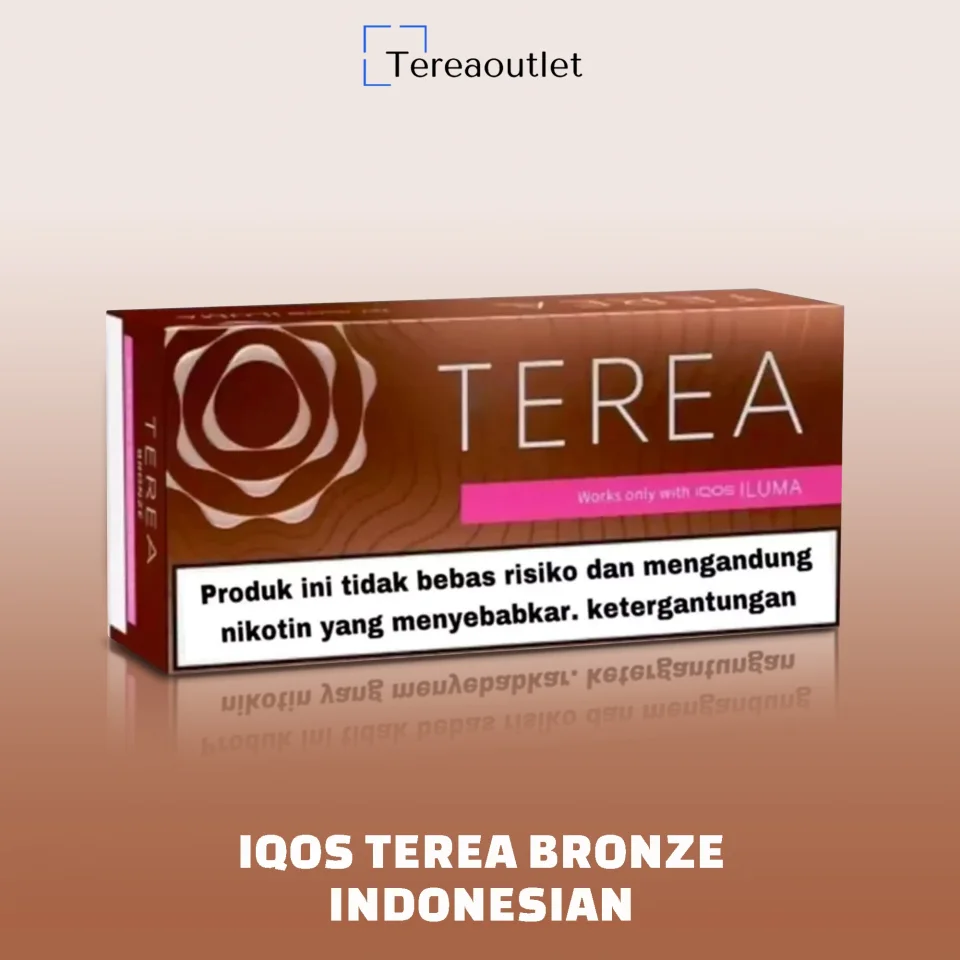 Tereaoutlet
TEREA
Works only with IQOS ILUMA
TEREA
BRONZE
Produk ini tidak bebas risiko dan mengandung
nikotin yang menyebabkar. ketergantungan
IQOS TEREA BRONZE
INDONESIAN